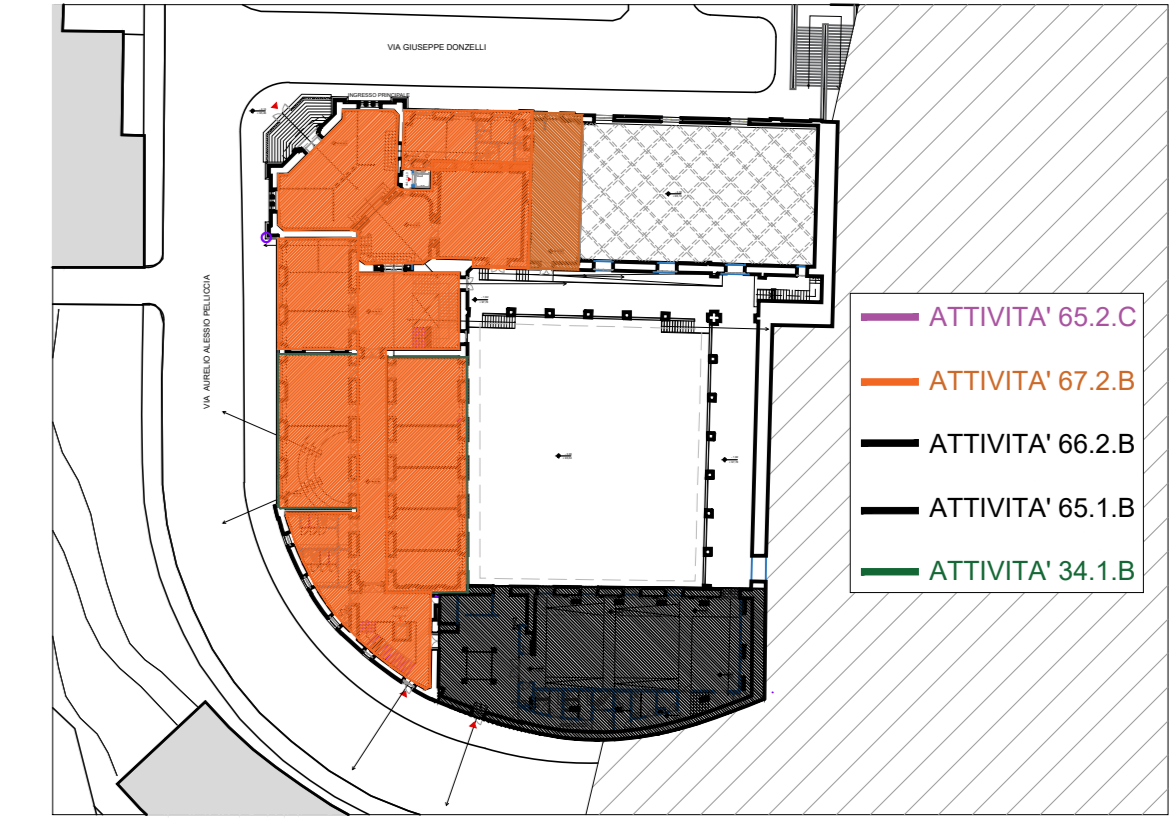 VIA GIUSEPPE DONZELLI
INGRESSO PRINCIPALE
VIA AURELIO ALESSIO PELLICCIA
ATTIVITA' 65.2.C
ATTIVITA' 67.2.B
ATTIVITA' 66.2.B
ATTIVITA' 65.1.B
ATTIVITA' 34.1.B